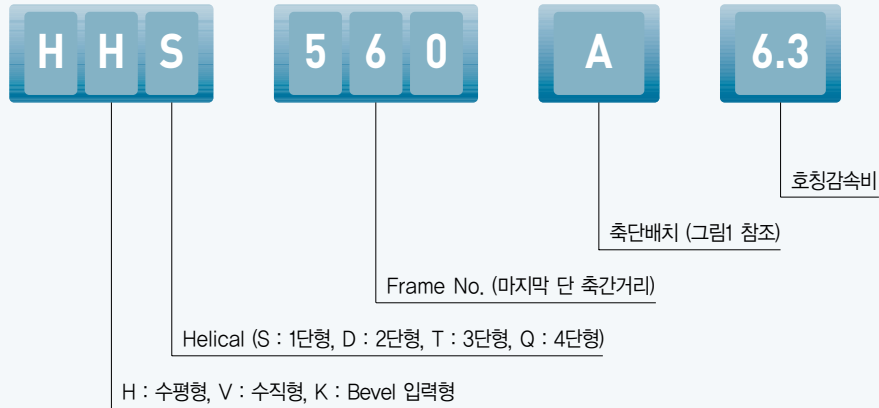 H H S 5 6 0 A 6.3
호칭감속비
축단배치 (그림1 참조)
Frame No. (마지막 단 축간거리)
Helical (S : 1단형, D : 2단형, T : 3단형, Q : 4단형)
H : 수평형, V : 수직형, K : Bevel 입력형